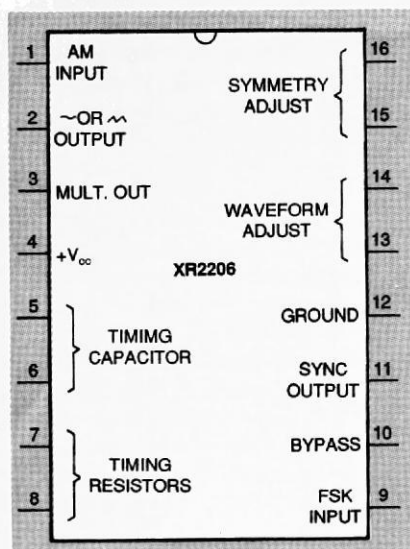 1
AM
INPUT
2
~OR ᨓ
OUTPUT
3
MULT. OUT
4
+Vcc
5
TIMIMG
CAPACITOR
6
7
TIMING
RESISTORS
8
XR2206
16
SYMMETRY
ADJUST
15
14
WAVEFORM
ADJUST
13
GROUND
12
SYNC
OUTPUT
11
BYPASS
10
FSK
INPUT
9